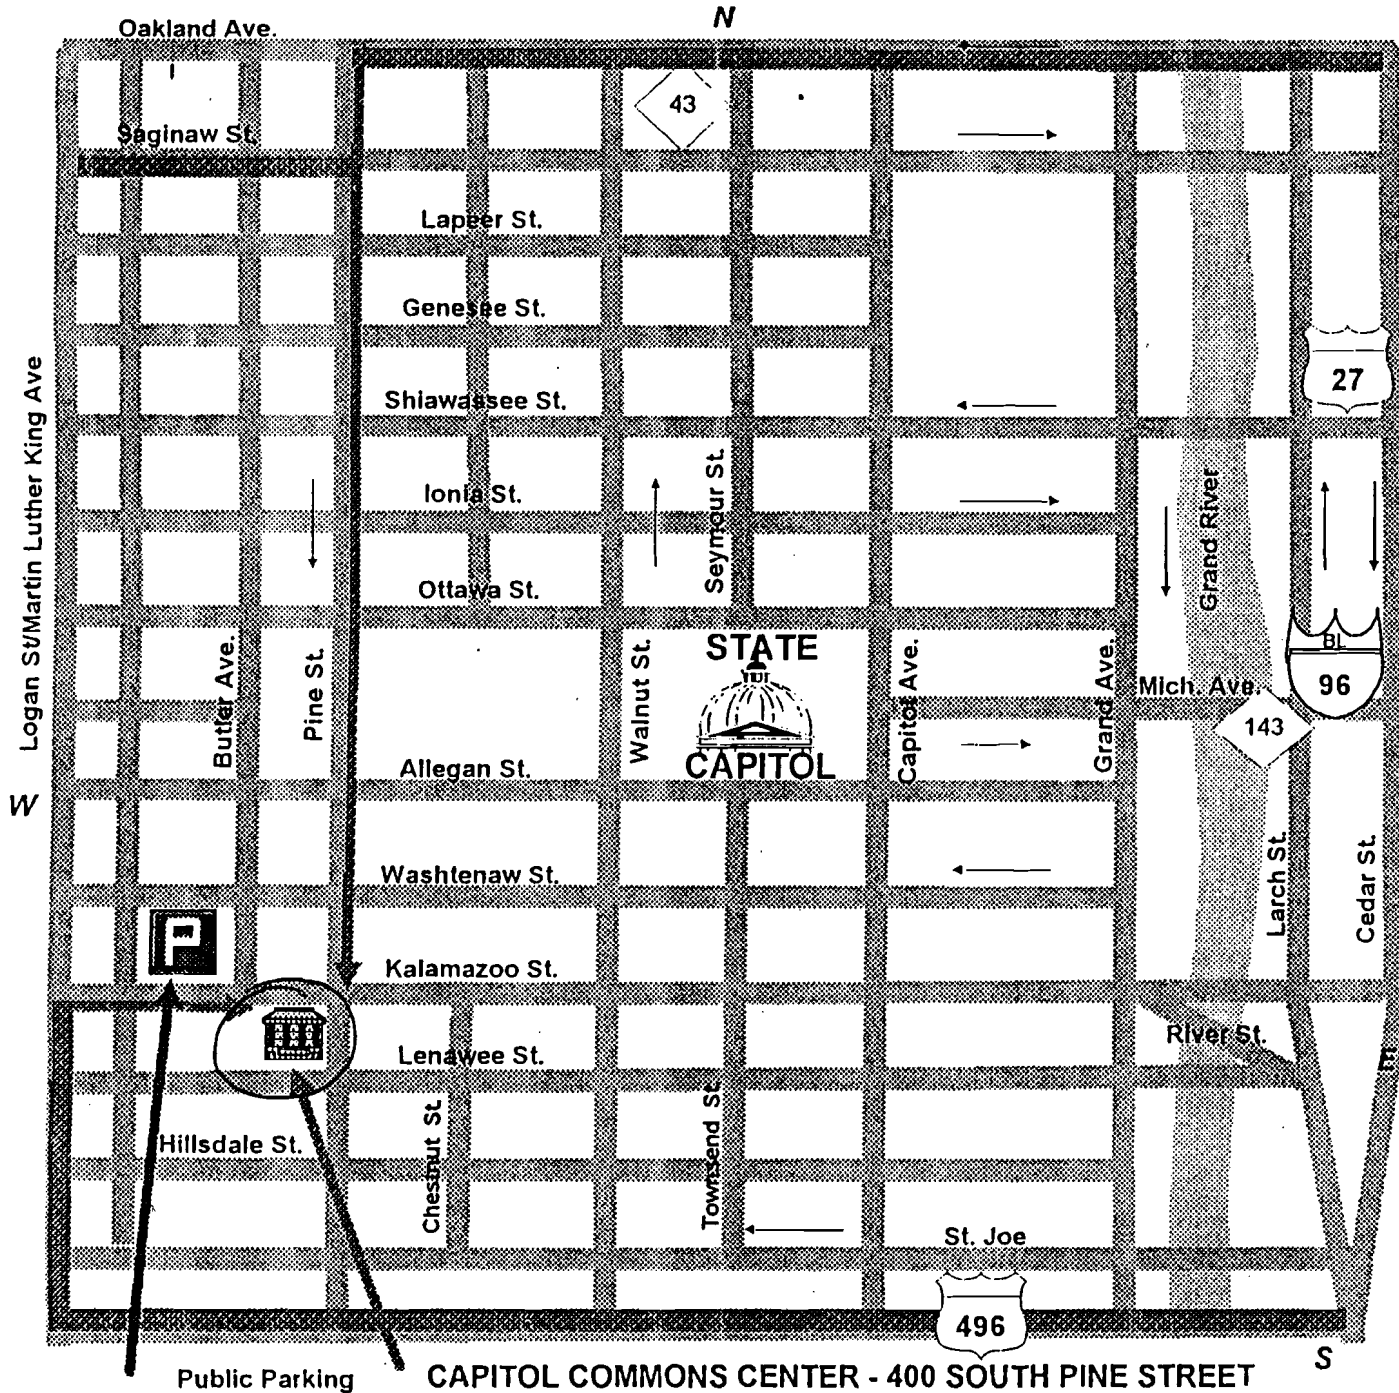 N
Oakland Ave.
43
Saginaw St.
Lapeer St.
Genesee St.
27
Shiawassee St.
Logan St/Martin Luther King Ave
Ionia St.
Seymour St.
Grand River
Ottawa St.
Butler Ave.
Pine St.
Walnut St.
STATE
CAPITOL
Capitol Ave.
Grand Ave.
Mich. Ave.
BL
96
143
Allegan St.
W
Washtenaw St.
Larch St.
Cedar St.
P
Kalamazoo St.
River St.
E
Lenawee St.
Chestnut St.
Townsend St.
Hillsdale St.
St. Joe
496
S
Public Parking
CAPITOL COMMONS CENTER - 400 SOUTH PINE STREET